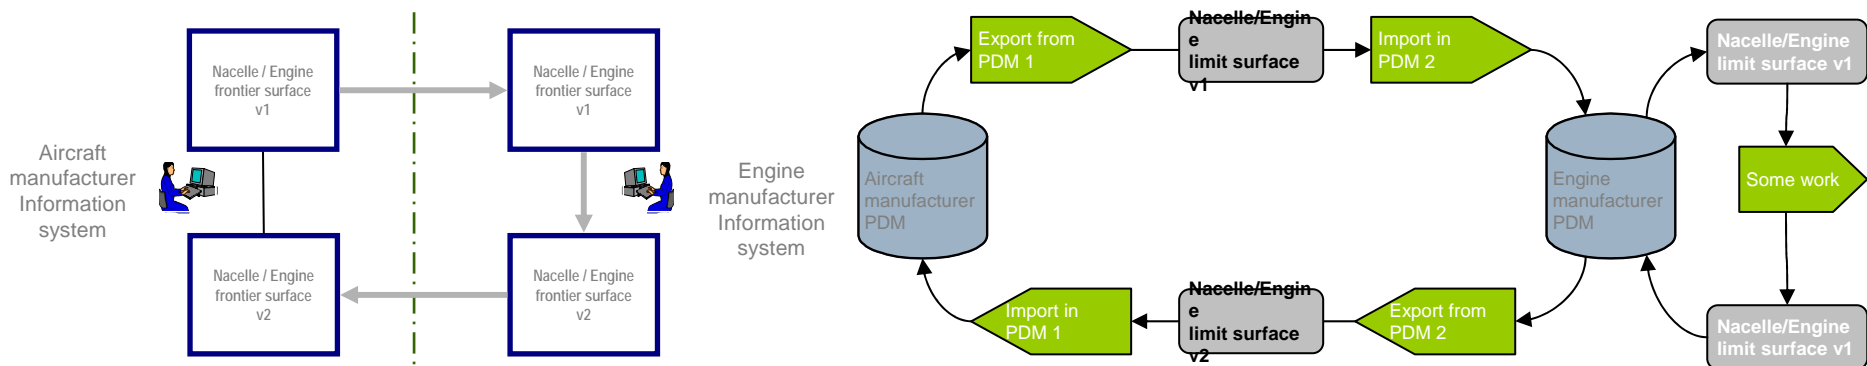 Nacelle / Engine
frontier surface
v1
Nacelle / Engine
frontier surface
v1
Aircraft
manufacturer
Information
system
Engine
manufacturer
Information
system
Nacelle / Engine
frontier surface
v2
Nacelle / Engine
frontier surface
v2
Export from
PDM 1
Nacelle/Engin
e
limit surface
v1
Import in
PDM 2
Nacelle/Engine
limit surface v1
Aircraft
manufacturer
PDM
Engine
manufacturer
PDM
Some work
Import in
PDM 1
Nacelle/Engin
e
limit surface
v2
Export from
PDM 2
Nacelle/Engine
limit surface v1